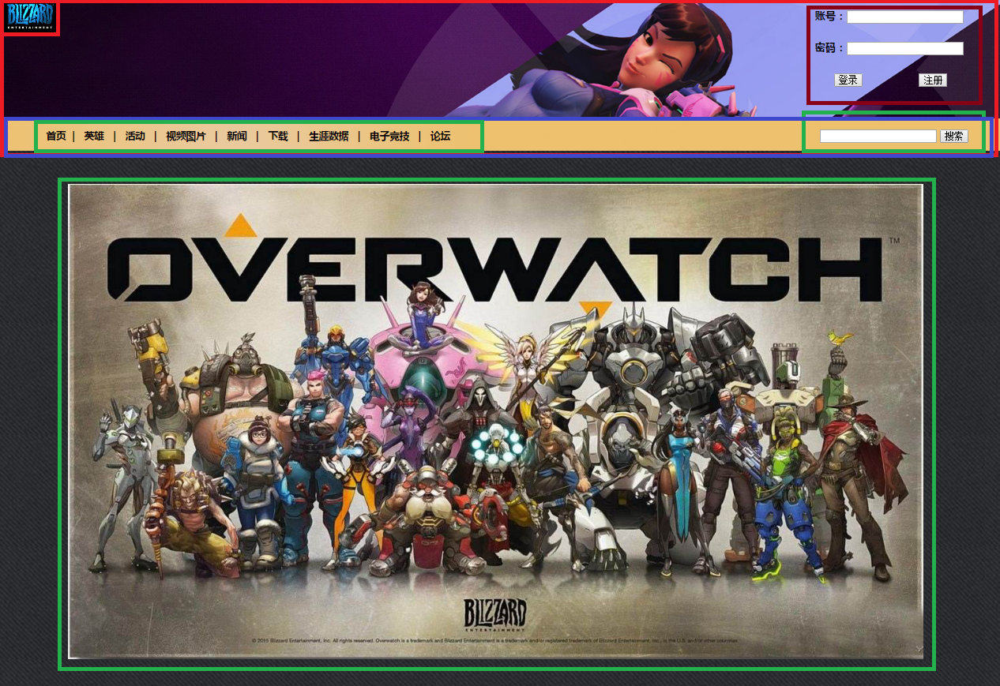 BLIZZARD
ENTERTAINMENT
账号：
密码：
登录 注册
首页 | 英雄 | 活动 | 视频图片 | 新闻 | 下载 | 生涯数据 | 电子竞技 | 论坛
搜索
OVERWATCH™
BLIZZARD
ENTERTAINMENT
© 2015 Blizzard Entertainment, Inc. All rights reserved. Overwatch is a trademark and Blizzard Entertainment is a trademark and/or registered trademark of Blizzard Entertainment, Inc., in the U.S. and/or other countries.